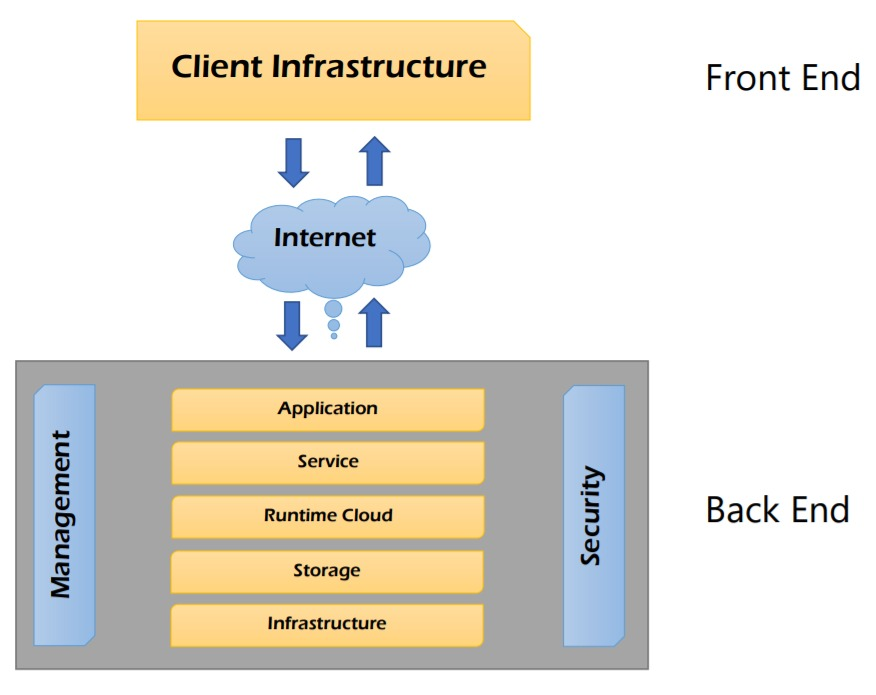 Client Infrastructure
Front End
Internet
Application
Service
Runtime Cloud
Storage
Infrastructure
Management
Security
Back End